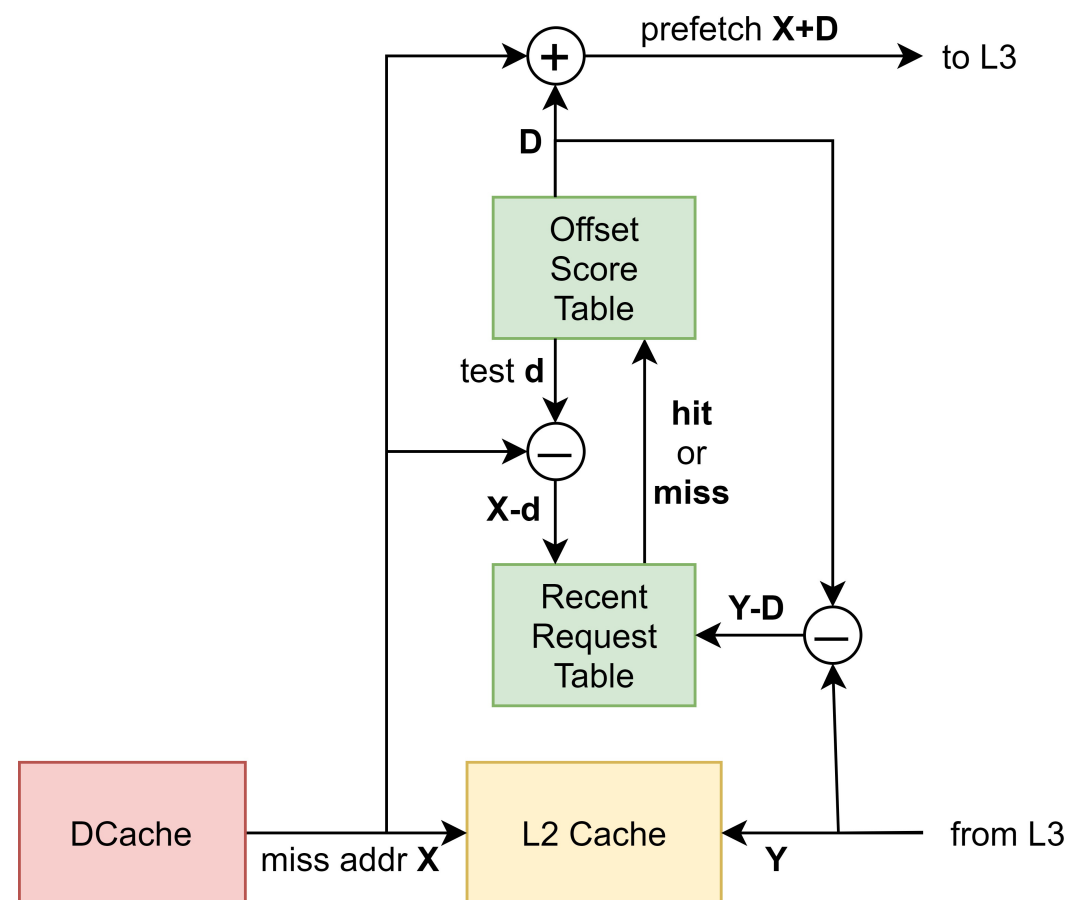 prefetch X+D
+
to L3
D
Offset
Score
Table
test d
hit
or
miss
—
X-d
Recent
Request
Table
Y-D
—
DCache
L2 Cache
from L3
miss addr X
Y